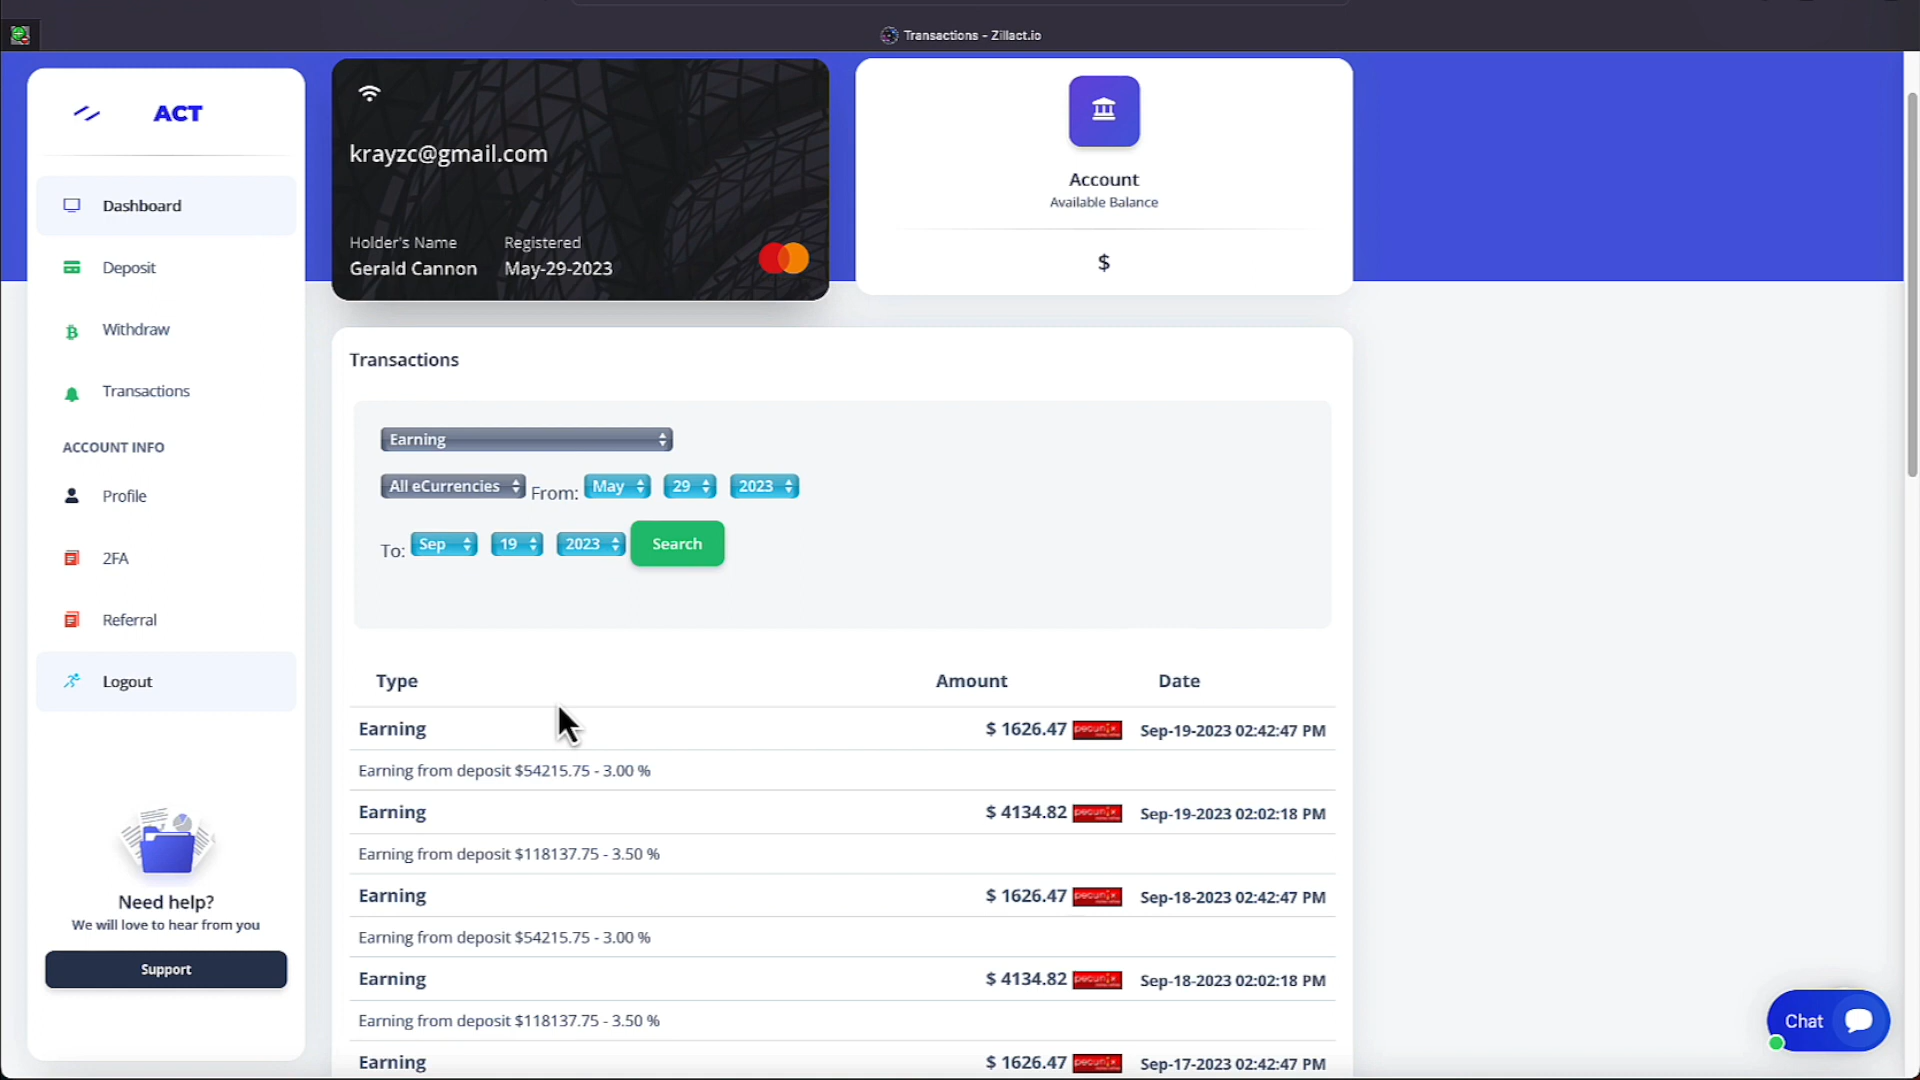 Transactions - Zillact.io
ACT
Dashboard
Deposit
Withdraw
Transactions
ACCOUNT INFO
Profile
2FA
Referral
Logout
Need help?
We will love to hear from you
Support
krayzc@gmail.com
Holder's Name Registered
Gerald Cannon May-29-2023
Account
Available Balance
$
Transactions
Earning
All eCurrencies From: May 29 2023
To: Sep 19 2023 Search
Type Amount Date
Earning $ 1626.47 pecunix Sep-19-2023 02:42:47 PM
Earning from deposit $54215.75 - 3.00 %
Earning $ 4134.82 pecunix Sep-19-2023 02:02:18 PM
Earning from deposit $118137.75 - 3.50 %
Earning $ 1626.47 pecunix Sep-18-2023 02:42:47 PM
Earning from deposit $54215.75 - 3.00 %
Earning $ 4134.82 pecunix Sep-18-2023 02:02:18 PM
Earning from deposit $118137.75 - 3.50 %
Earning $ 1626.47 pecunix Sep-17-2023 02:42:47 PM
Chat